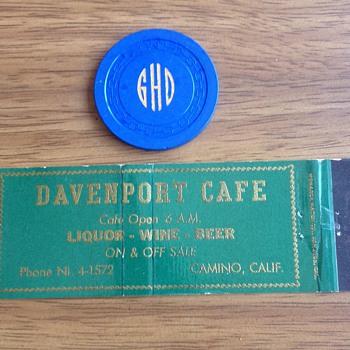 GHD
DAVENPORT CAFE
Cafe Open 6 A.M.
LIQUOR - WINE - BEER
ON & OFF SALE
Phone NI. 4-1572 CAMINO, CALIF.